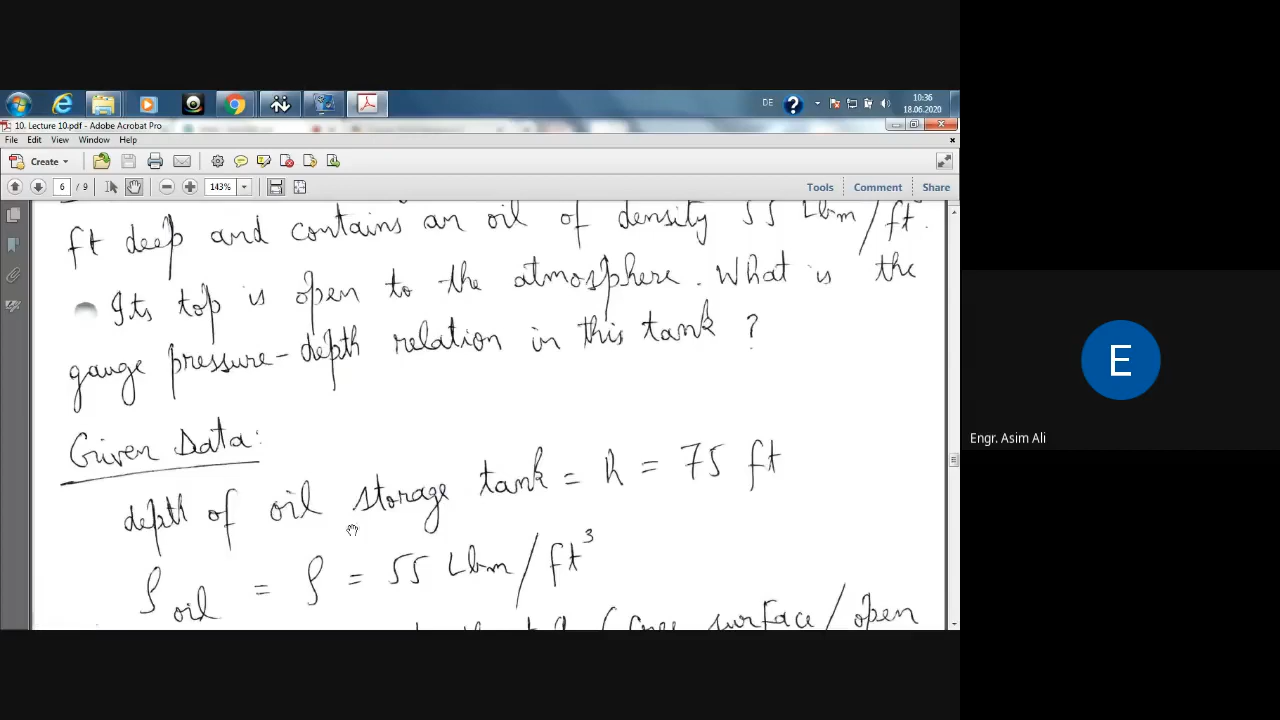 DE
10:36
18.06.2020
10. Lecture 10.pdf - Adobe Acrobat Pro
File Edit View Window Help
Create
6 / 9
143%
Tools Comment Share
ft deep and contains an oil of density 55 Lbm/ft³.
Its top is open to the atmosphere. What is the
gauge pressure-depth relation in this tank ?
Given Data:
depth of oil storage tank = h = 75 ft
ρ oil = ρ = 55 Lbm/ft³
surface/open
E
Engr. Asim Ali